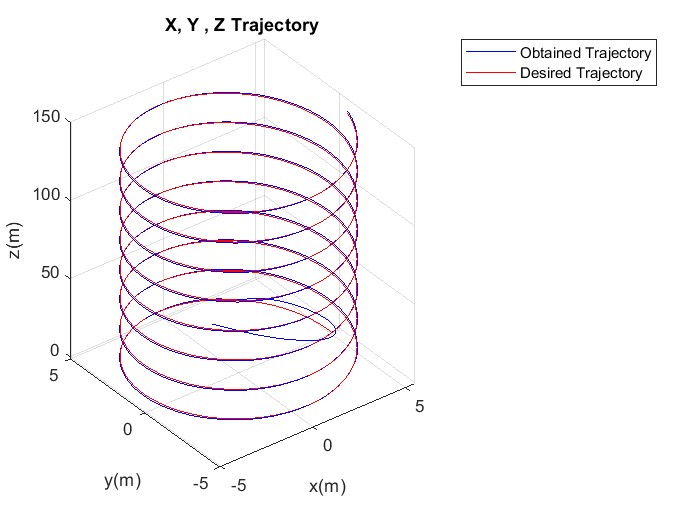 X, Y , Z Trajectory
Obtained Trajectory
Desired Trajectory
150
100
50
0
z(m)
5
0
-5
y(m)
-5
0
5
x(m)